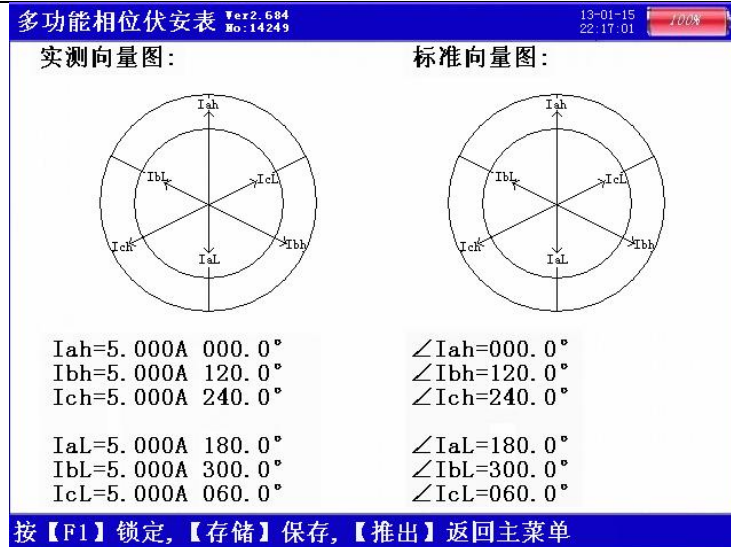 多功能相位伏安表 Ver2.684 No:14249 13-01-15 22:17:01 100%
实测向量图: 标准向量图:
Iah Iah
IbL IcL IbL IcL
Ich Ibh Ich Ibh
IaL IaL
Iah=5.000A 000.0° ∠Iah=000.0°
Ibh=5.000A 120.0° ∠Ibh=120.0°
Ich=5.000A 240.0° ∠Ich=240.0°
IaL=5.000A 180.0° ∠IaL=180.0°
IbL=5.000A 300.0° ∠IbL=300.0°
IcL=5.000A 060.0° ∠IcL=060.0°
按【F1】锁定,【存储】保存,【推出】返回主菜单